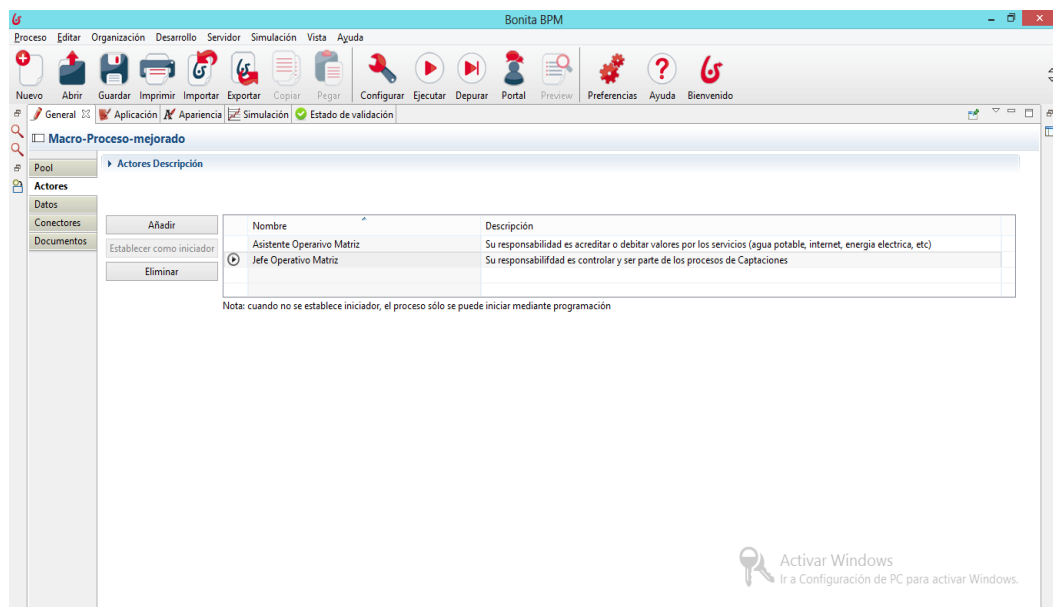 Bonita BPM
Proceso Editar Organización Desarrollo Servidor Simulación Vista Ayuda
Nuevo Abrir Guardar Imprimir Importar Exportar Copiar Pegar Configurar Ejecutar Depurar Portal Preview Preferencias Ayuda Bienvenido
General Aplicación Apariencia Simulación Estado de validación
Macro-Proceso-mejorado
Pool
Actores
Datos
Conectores
Documentos
Actores Descripción
Añadir
Establecer como iniciador
Eliminar
Nombre Descripción
Asistente Operarivo Matriz Su responsabilidad es acreditar o debitar valores por los servicios (agua potable, internet, energia electrica, etc)
Jefe Operativo Matriz Su responsabilifdad es controlar y ser parte de los procesos de Captaciones
Nota: cuando no se establece iniciador, el proceso sólo se puede iniciar mediante programación
Activar Windows
Ir a Configuración de PC para activar Windows.